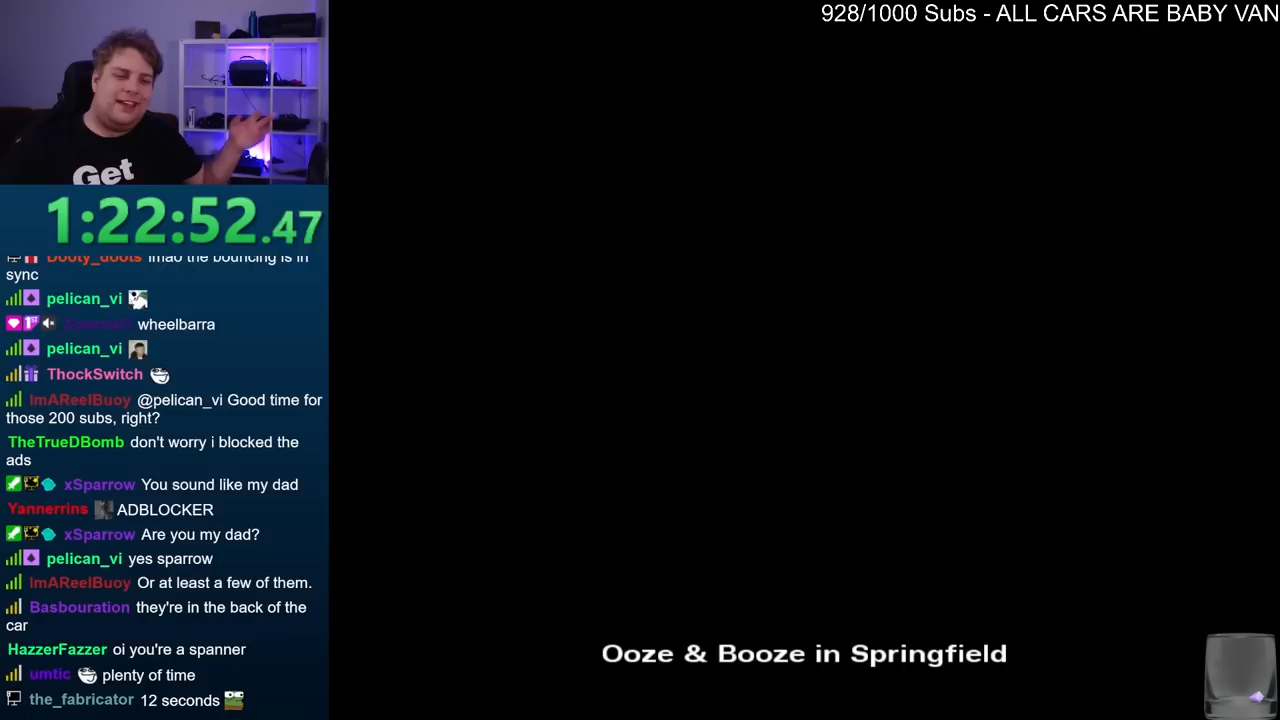 928/1000 Subs - ALL CARS ARE BABY VAN
Get
1:22:52.47
Dooty_doots lmao the bouncing is in
sync
pelican_vi
wheelbarra
pelican_vi
ThockSwitch
ImAReelBuoy @pelican_vi Good time for
those 200 subs, right?
TheTrueDBomb don't worry i blocked the
ads
xSparrow You sound like my dad
Yannerrins ADBLOCKER
xSparrow Are you my dad?
pelican_vi yes sparrow
ImAReelBuoy Or at least a few of them.
Basbouration they're in the back of the
car
HazzerFazzer oi you're a spanner
umtic plenty of time
the_fabricator 12 seconds
Ooze & Booze in Springfield